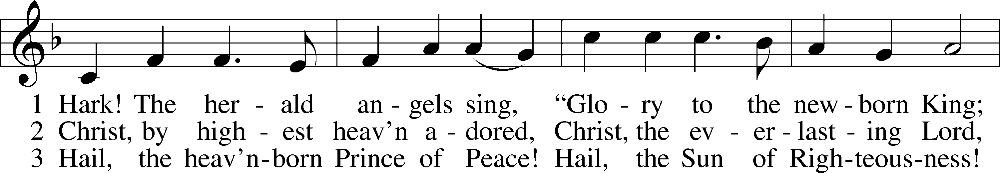 1 Hark! The her - ald an - gels sing, “Glo - ry to the new - born King;
2 Christ, by high - est heav’n a - dored, Christ, the ev - er - last - ing Lord,
3 Hail, the heav’n-born Prince of Peace! Hail, the Sun of Righ-teous-ness!